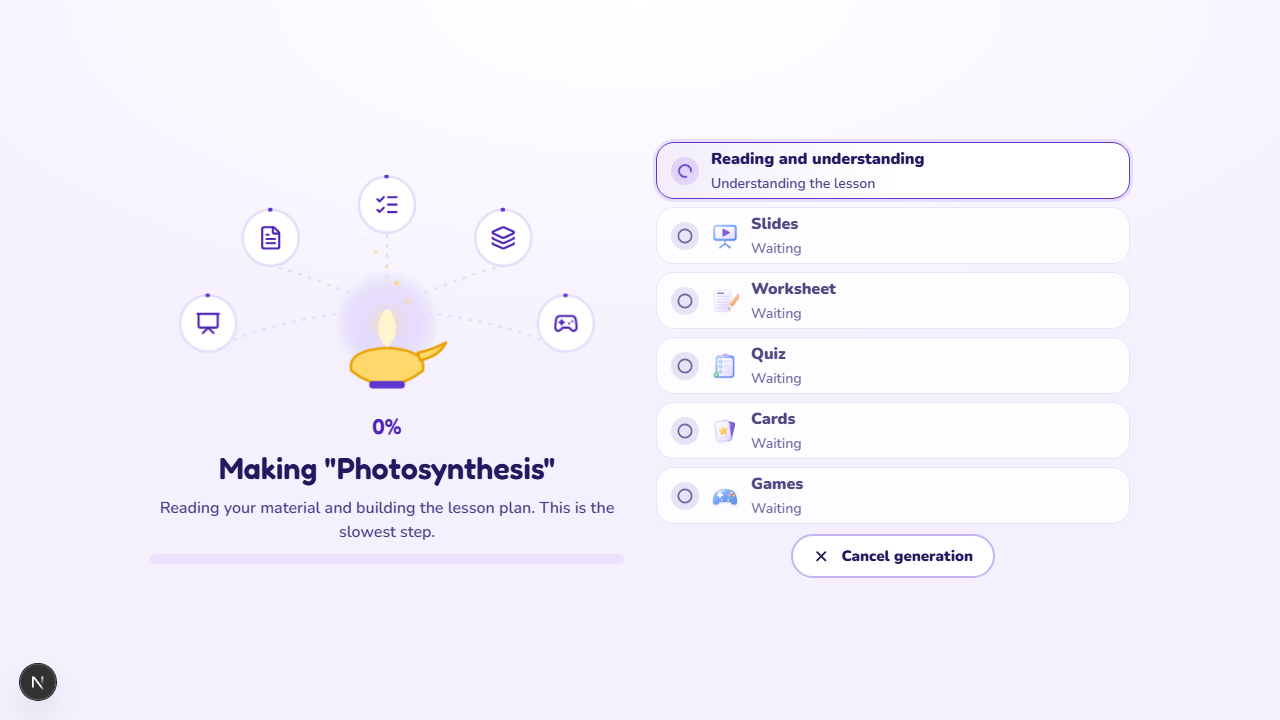 0%
Making "Photosynthesis"
Reading your material and building the lesson plan. This is the
slowest step.
Reading and understanding
Understanding the lesson
Slides
Waiting
Worksheet
Waiting
Quiz
Waiting
Cards
Waiting
Games
Waiting
Cancel generation
N